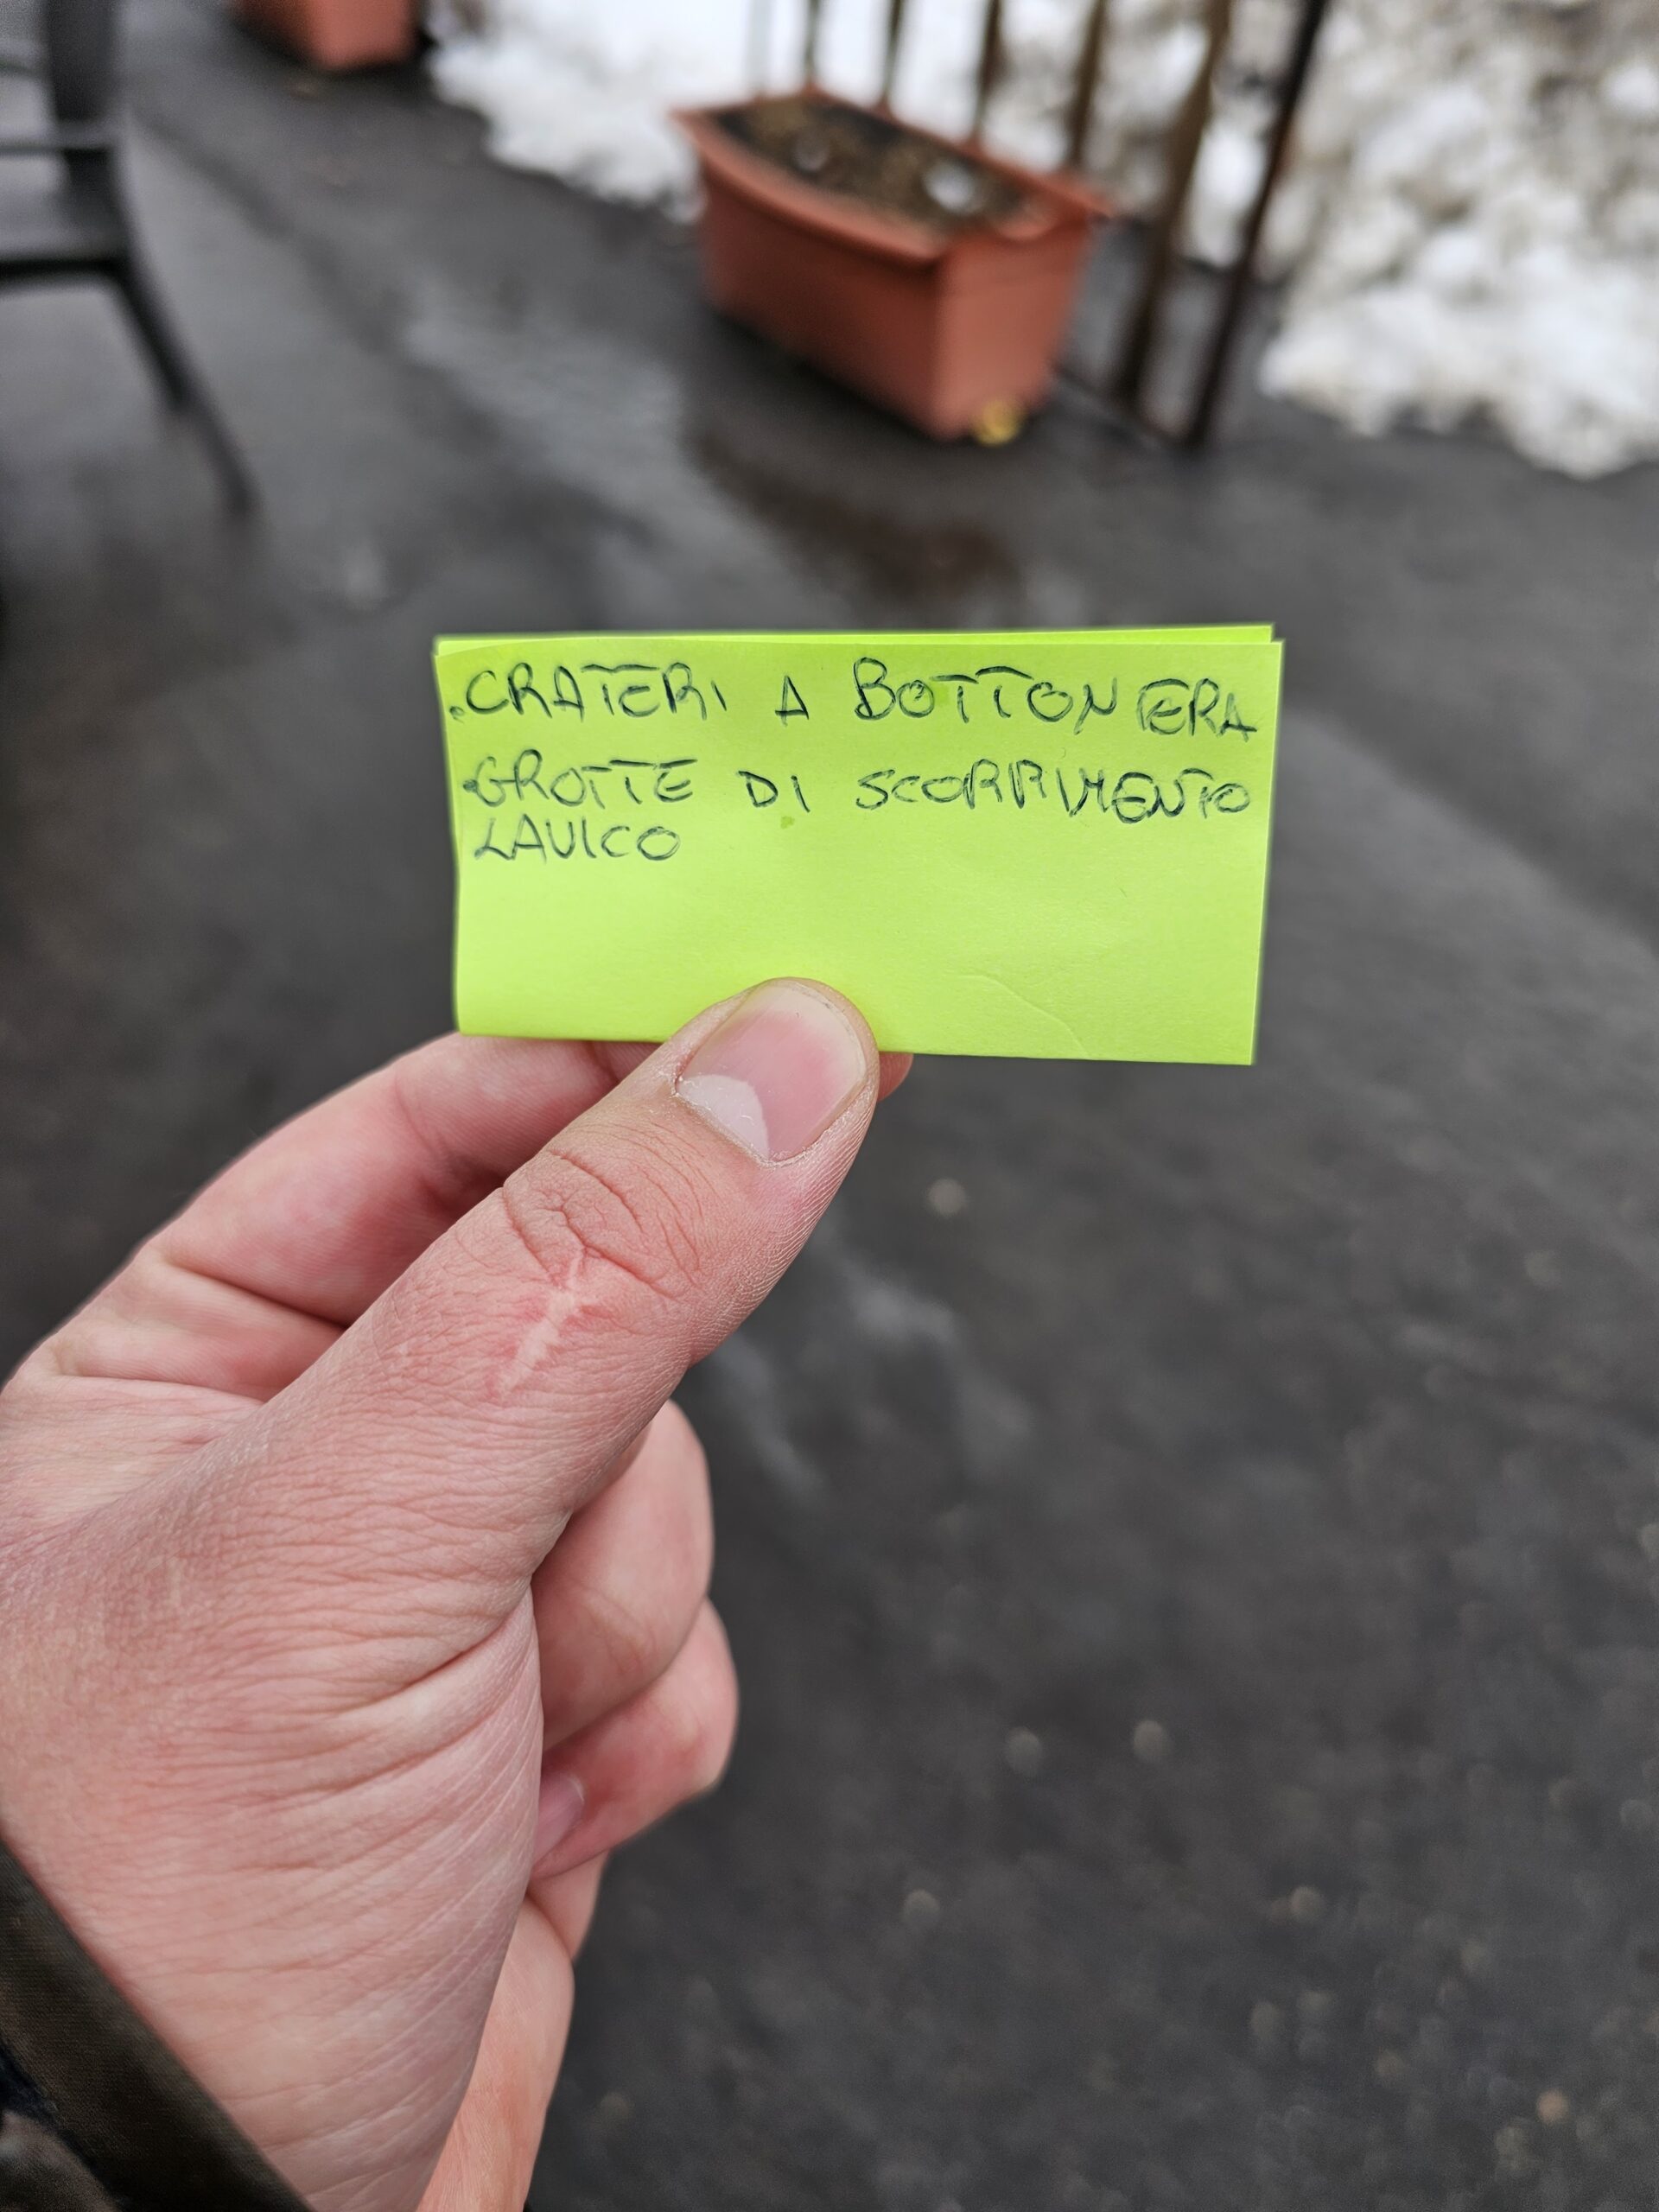 .CRATERI A BOTTONIERA
.GROTTE DI SCORRIMENTO
LAVICO